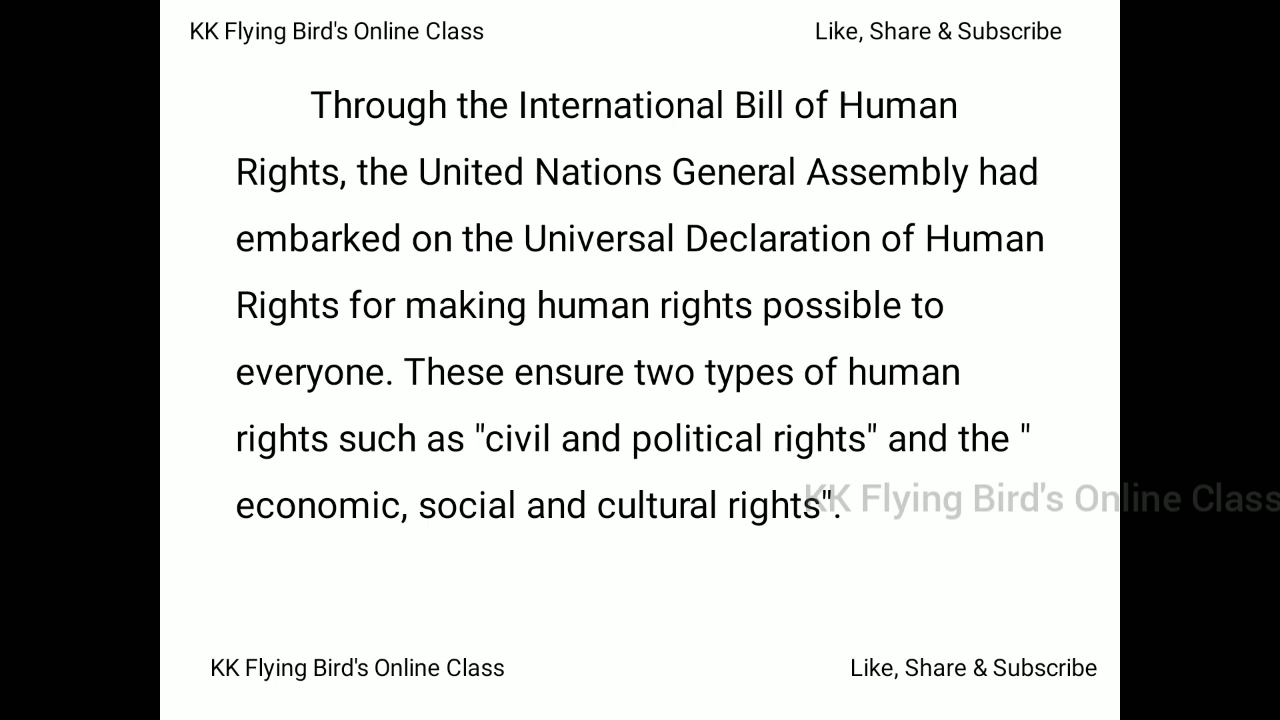 KK Flying Bird's Online Class Like, Share & Subscribe
Through the International Bill of Human
Rights, the United Nations General Assembly had
embarked on the Universal Declaration of Human
Rights for making human rights possible to
everyone. These ensure two types of human
rights such as "civil and political rights" and the "
economic, social and cultural rights".
KK Flying Bird's Online Class
KK Flying Bird's Online Class Like, Share & Subscribe